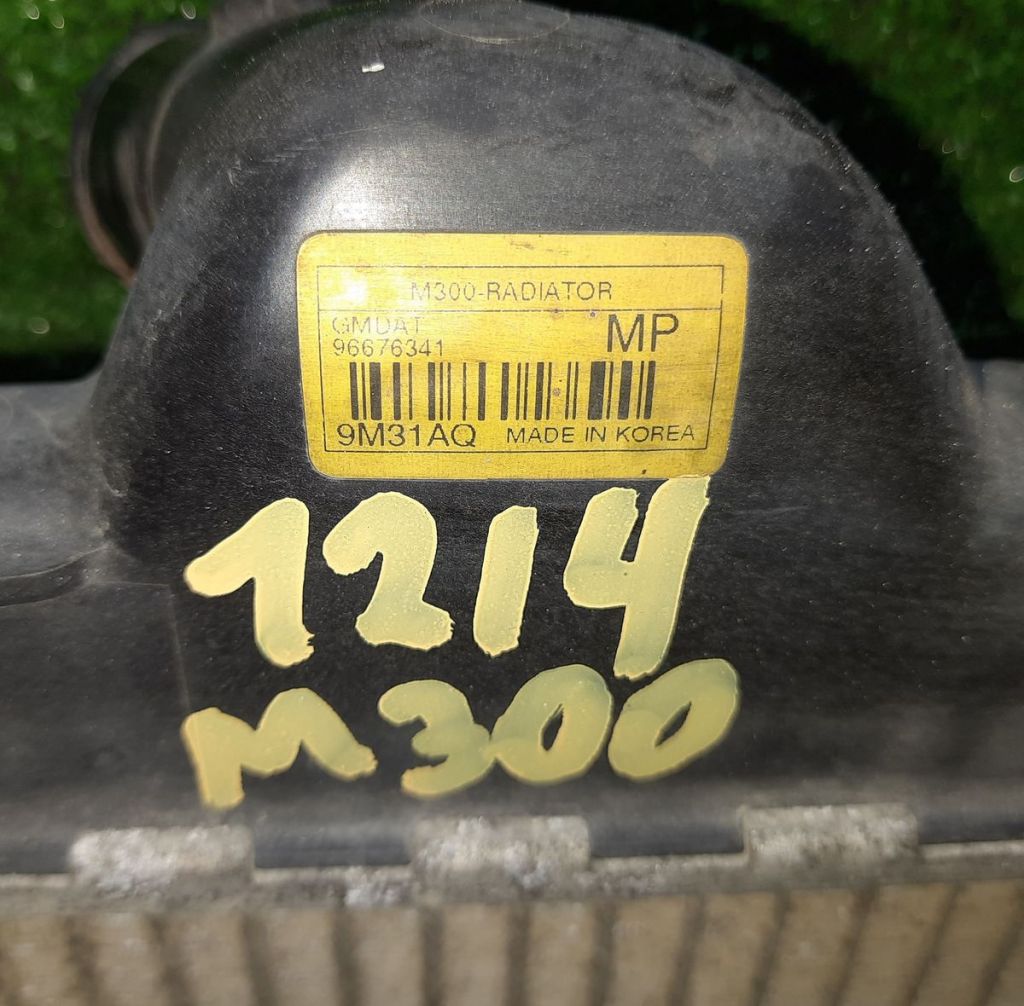 M300-RADIATOR
GMDAT
MP
96676341
9M31AQ MADE IN KOREA
1214
M300